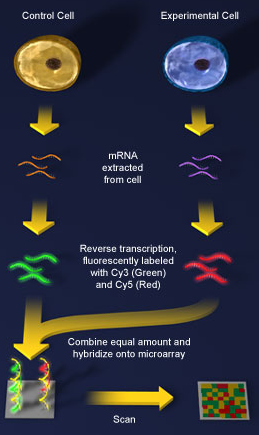 Control Cell
Experimental Cell
mRNA
extracted
from cell
Reverse transcription,
fluorescently labeled
with Cy3 (Green)
and Cy5 (Red)
Combine equal amount and
hybridize onto microarray
Scan